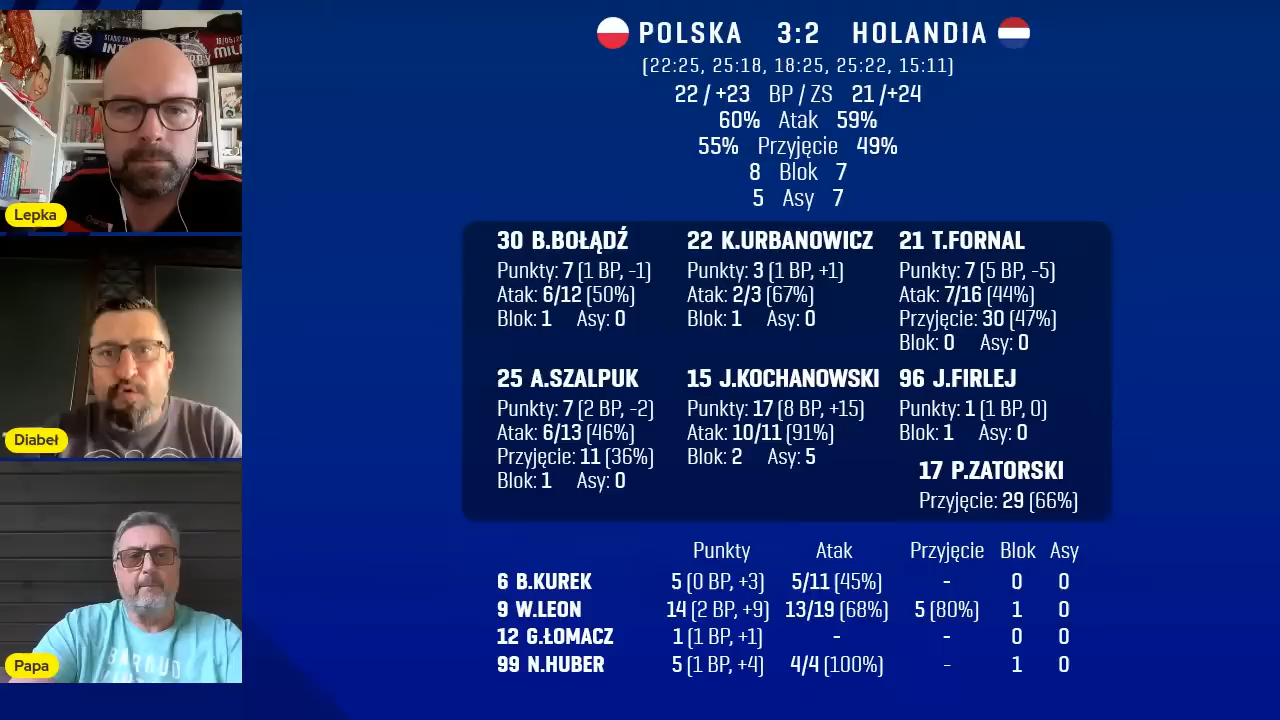 POLSKA 3:2 HOLANDIA
(22:25, 25:18, 18:25, 25:22, 15:11)
22 / +23 BP / ZS 21 /+24
60% Atak 59%
55% Przyjęcie 49%
8 Blok 7
5 Asy 7
30 B.BOŁĄDŹ
Punkty: 7 (1 BP, -1)
Atak: 6/12 (50%)
Blok: 1 Asy: 0
22 K.URBANOWICZ
Punkty: 3 (1 BP, +1)
Atak: 2/3 (67%)
Blok: 1 Asy: 0
21 T.FORNAL
Punkty: 7 (5 BP, -5)
Atak: 7/16 (44%)
Przyjęcie: 30 (47%)
Blok: 0 Asy: 0
25 A.SZALPUK
Punkty: 7 (2 BP, -2)
Atak: 6/13 (46%)
Przyjęcie: 11 (36%)
Blok: 1 Asy: 0
15 J.KOCHANOWSKI
Punkty: 17 (8 BP, +15)
Atak: 10/11 (91%)
Blok: 2 Asy: 5
96 J.FIRLEJ
Punkty: 1 (1 BP, 0)
Blok: 1 Asy: 0
17 P.ZATORSKI
Przyjęcie: 29 (66%)
Punkty Atak Przyjęcie Blok Asy
6 B.KUREK 5 (0 BP, +3) 5/11 (45%) - 0 0
9 W.LEON 14 (2 BP, +9) 13/19 (68%) 5 (80%) 1 0
12 G.ŁOMACZ 1 (1 BP, +1) - - 0 0
99 N.HUBER 5 (1 BP, +4) 4/4 (100%) - 1 0
Lepka
Diabeł
Papa